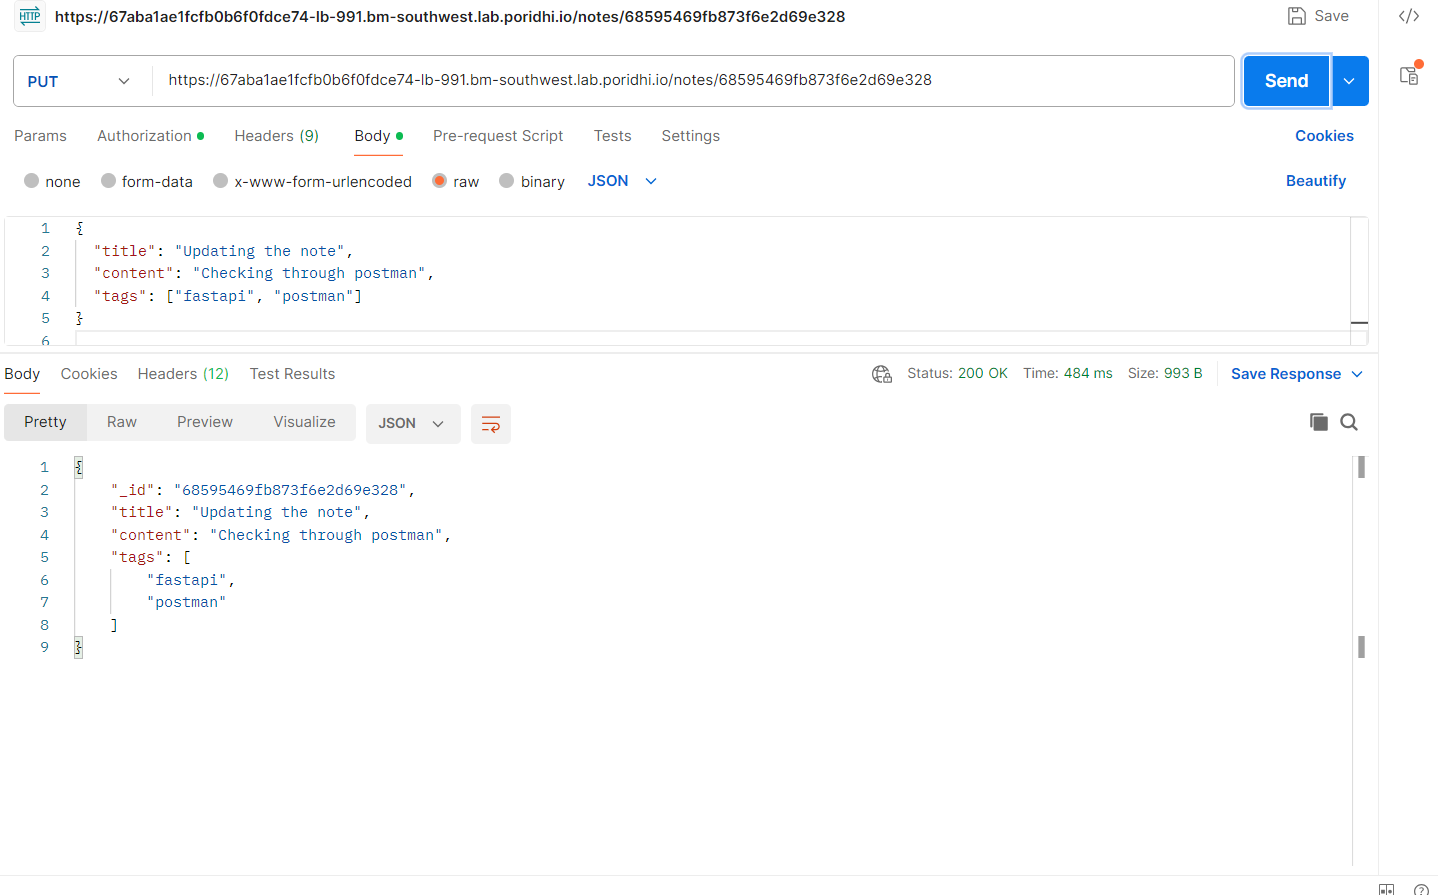 HTTP https://67aba1ae1fcfb0b6f0fdce74-lb-991.bm-southwest.lab.poridhi.io/notes/68595469fb873f6e2d69e328 Save </>
PUT https://67aba1ae1fcfb0b6f0fdce74-lb-991.bm-southwest.lab.poridhi.io/notes/68595469fb873f6e2d69e328 Send
Params Authorization Headers (9) Body Pre-request Script Tests Settings Cookies
none form-data x-www-form-urlencoded raw binary JSON Beautify
1 {
2 "title": "Updating the note",
3 "content": "Checking through postman",
4 "tags": ["fastapi", "postman"]
5 }
6
Body Cookies Headers (12) Test Results Status: 200 OK Time: 484 ms Size: 993 B Save Response
Pretty Raw Preview Visualize JSON
1 {
2 "_id": "68595469fb873f6e2d69e328",
3 "title": "Updating the note",
4 "content": "Checking through postman",
5 "tags": [
6 "fastapi",
7 "postman"
8 ]
9 }